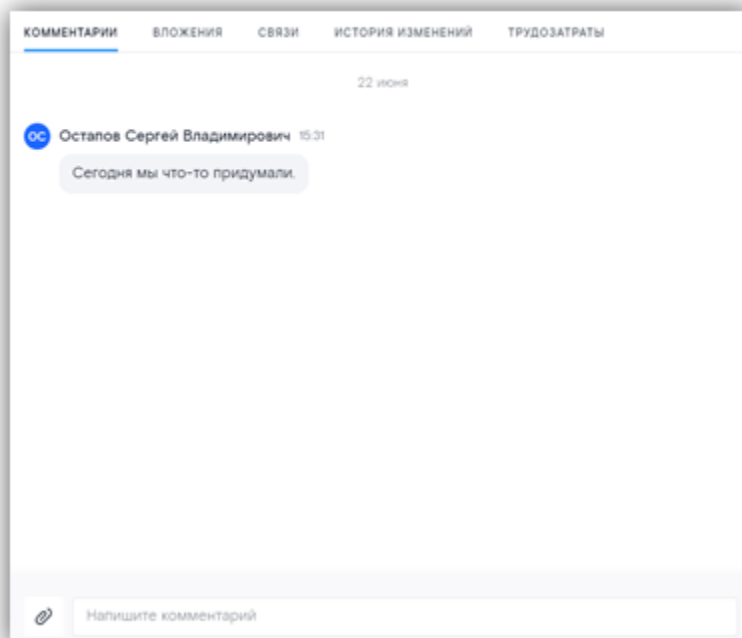 КОММЕНТАРИИ ВЛОЖЕНИЯ СВЯЗИ ИСТОРИЯ ИЗМЕНЕНИЙ ТРУДОЗАТРАТЫ
22 июня
ОС Остапов Сергей Владимирович 15:31
Сегодня мы что-то придумали.
Напишите комментарий